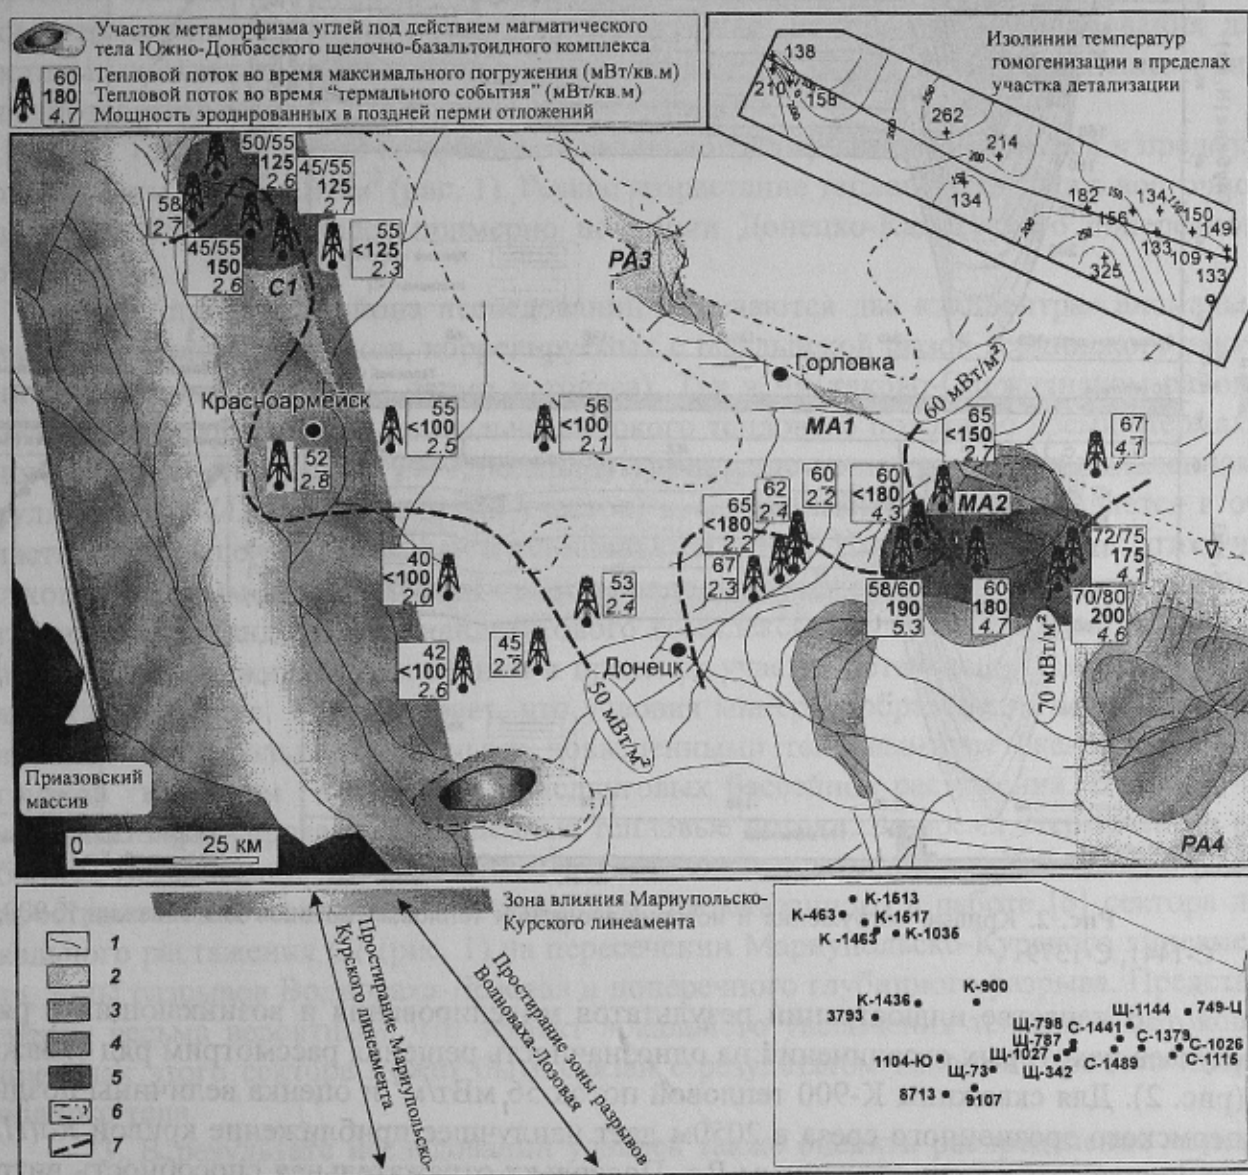 Участок метаморфизма углей под действием магматического
тела Южно-Донбасского щелочно-базальтоидного комплекса
60
180
4.7
Тепловой поток во время максимального погружения (мВт/кв.м)
Тепловой поток во время "термального события" (мВт/кв.м)
Мощность эродированных в поздней перми отложений
Изолинии температур
гомогенизации в пределах
участка детализации
138
210
158
262
214
134
182
156
134
150
149
133
109
133
325
50/55
125
2.6
45/55
125
2.7
58
2.7
45/55
150
2.6
55
<125
2.3
С1
РА3
Горловка
60 мВт/м²
Красноармейск
55
<100
2.5
56
<100
2.1
МА1
65
<150
2.7
67
4.7
52
2.8
65
<180
2.2
62
2.4
60
2.2
60
<180
4.3
МА2
72/75
175
4.1
40
<100
2.0
53
2.4
67
2.3
58/60
190
5.3
60
180
4.7
70/80
200
4.6
42
<100
2.6
45
2.2
Донецк
50 мВт/м²
70 мВт/м²
Приазовский
массив
РА4
0 25 км
Зона влияния Мариупольско-
Курского линеамента
Простирание Мариупольско-
Курского линеамента
Простирание зоны разрывов
Волноваха-Лозовая
1
2
3
4
5
6
7
К-1513
К-463
К-1517
К-1463
К-1035
К-1436
К-900
3793
Щ-1144
749-Ц
Щ-798
С-1441
Щ-787
С-1379
С-1026
Щ-1027
1104Ю
Щ-73
Щ-342
С-1489
С-1116
8713
9107